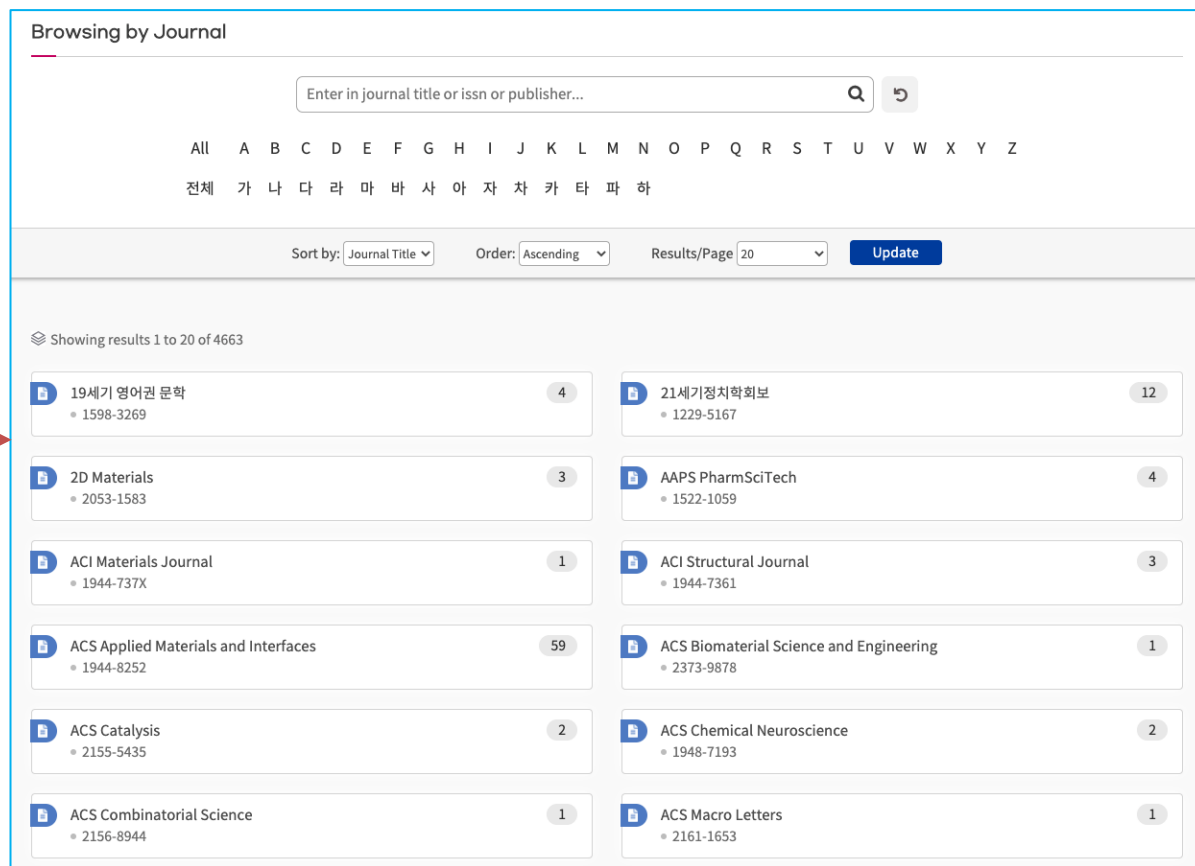 Browsing by Journal
Enter in journal title or issn or publisher...
All A B C D E F G H I J K L M N O P Q R S T U V W X Y Z
전체 가 나 다 라 마 바 사 아 자 차 카 타 파 하
Sort by: Journal Title Order: Ascending Results/Page 20 Update
Showing results 1 to 20 of 4663
19세기 영어권 문학 4
1598-3269
21세기정치학회보 12
1229-5167
2D Materials 3
2053-1583
AAPS PharmSciTech 4
1522-1059
ACI Materials Journal 1
1944-737X
ACI Structural Journal 3
1944-7361
ACS Applied Materials and Interfaces 59
1944-8252
ACS Biomaterial Science and Engineering 1
2373-9878
ACS Catalysis 2
2155-5435
ACS Chemical Neuroscience 2
1948-7193
ACS Combinatorial Science 1
2156-8944
ACS Macro Letters 1
2161-1653